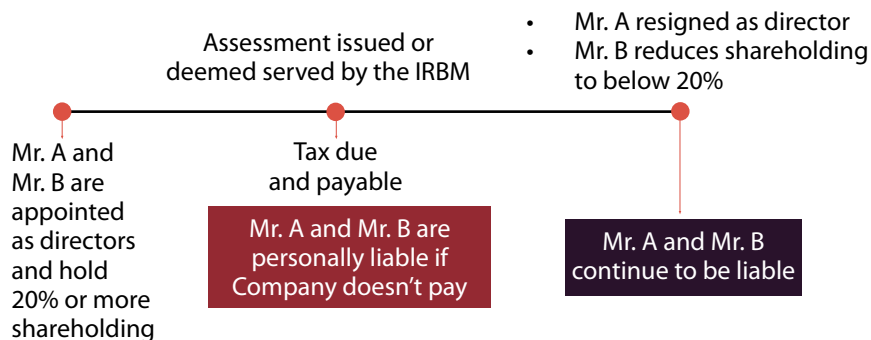 Assessment issued or
deemed served by the IRBM
• Mr. A resigned as director
• Mr. B reduces shareholding
to below 20%
Mr. A and
Mr. B are
appointed
as directors
and hold
20% or more
shareholding
Tax due
and payable
Mr. A and Mr. B are
personally liable if
Company doesn’t pay
Mr. A and Mr. B
continue to be liable